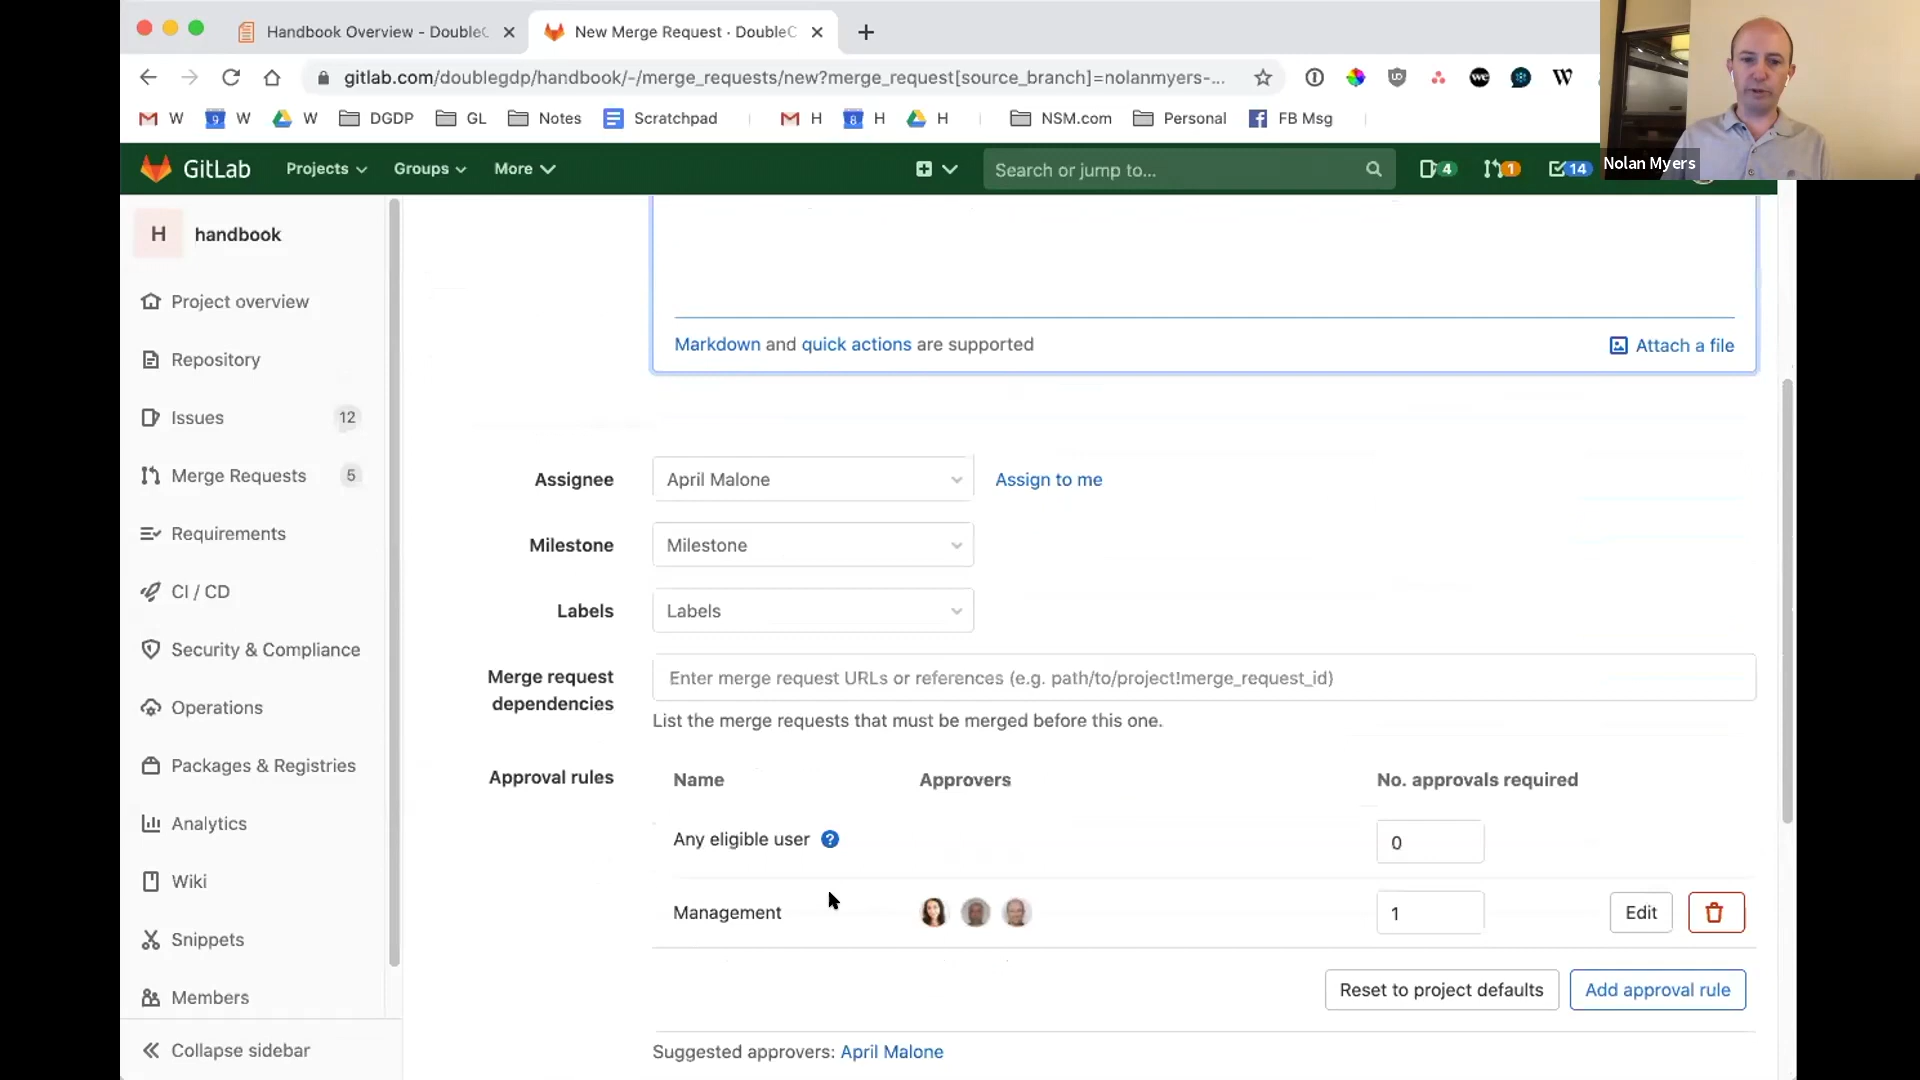 Handbook Overview - DoubleC
New Merge Request · DoubleC
gitlab.com/doublegdp/handbook/-/merge_requests/new?merge_request[source_branch]=nolanmyers-...
W
9 W
W
DGDP
GL
Notes
Scratchpad
H
8 H
H
NSM.com
Personal
FB Msg
Nolan Myers
GitLab
Projects
Groups
More
Search or jump to...
4
1
14
H handbook
Project overview
Repository
Issues 12
Merge Requests 5
Requirements
CI / CD
Security & Compliance
Operations
Packages & Registries
Analytics
Wiki
Snippets
Members
Collapse sidebar
Markdown and quick actions are supported
Attach a file
Assignee April Malone Assign to me
Milestone Milestone
Labels Labels
Merge request dependencies
Enter merge request URLs or references (e.g. path/to/project!merge_request_id)
List the merge requests that must be merged before this one.
Approval rules
Name Approvers No. approvals required
Any eligible user ? 0
Management 1 Edit
Reset to project defaults Add approval rule
Suggested approvers: April Malone